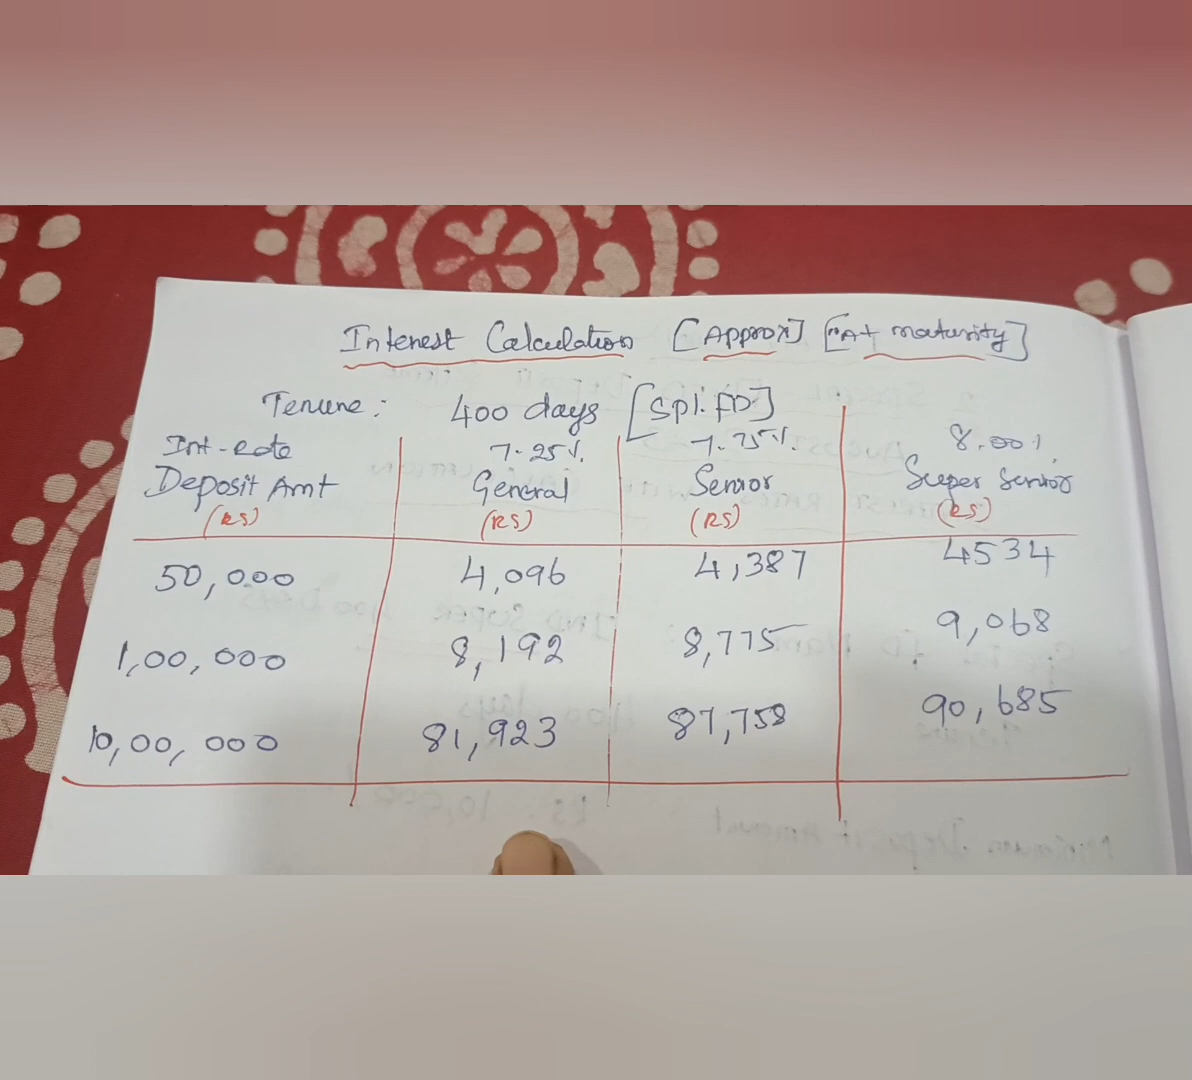 Interest Calculation [Approx] ["At maturity]
Tenure: 400 days [Spl. FD]
Int-Rate 7.25% 7.75% 8.00%
Deposit Amt General Senior Super Senior
(RS) (RS) (RS) (RS)
50,000 4,096 4,387 4534
1,00,000 8,192 8,775 9,068
10,00,000 81,923 87,758 90,685